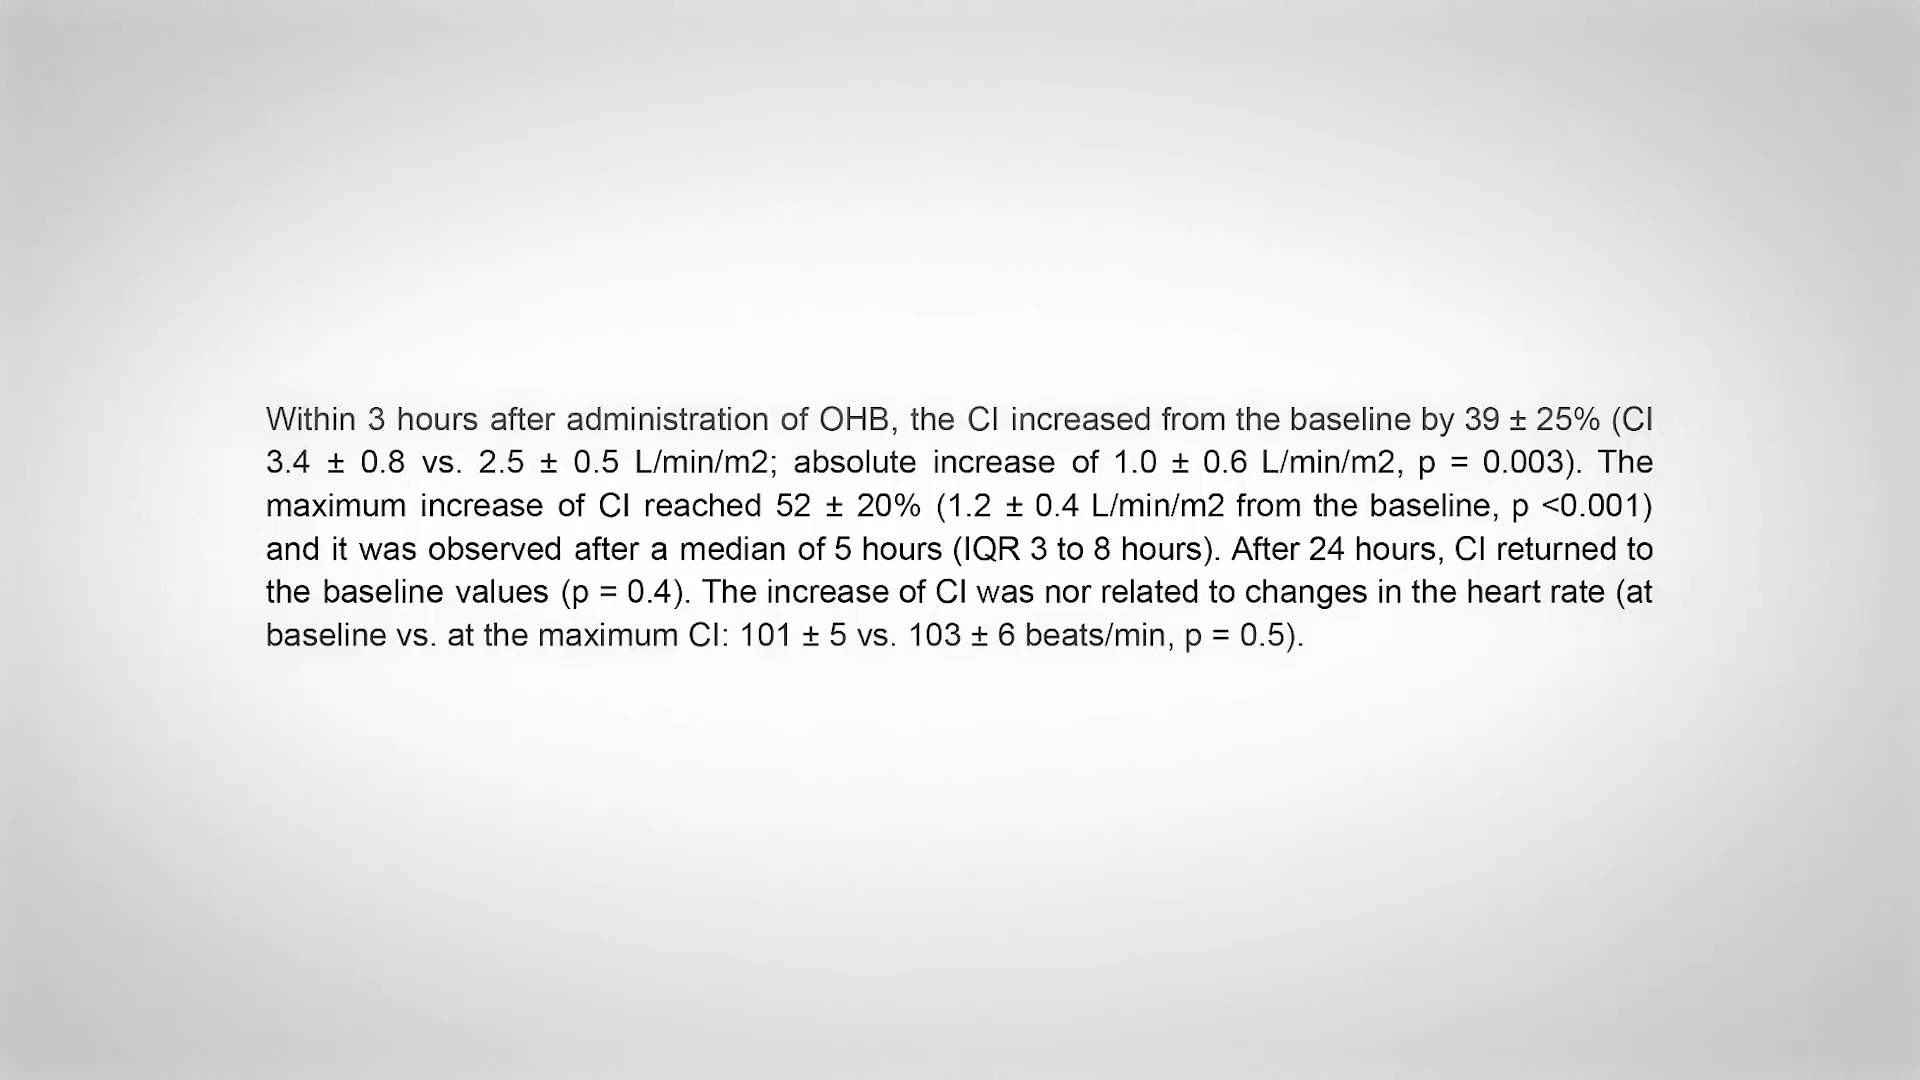 Within 3 hours after administration of OHB, the CI increased from the baseline by 39 ± 25% (CI
3.4 ± 0.8 vs. 2.5 ± 0.5 L/min/m2; absolute increase of 1.0 ± 0.6 L/min/m2, p = 0.003). The
maximum increase of CI reached 52 ± 20% (1.2 ± 0.4 L/min/m2 from the baseline, p <0.001)
and it was observed after a median of 5 hours (IQR 3 to 8 hours). After 24 hours, CI returned to
the baseline values (p = 0.4). The increase of CI was nor related to changes in the heart rate (at
baseline vs. at the maximum CI: 101 ± 5 vs. 103 ± 6 beats/min, p = 0.5).